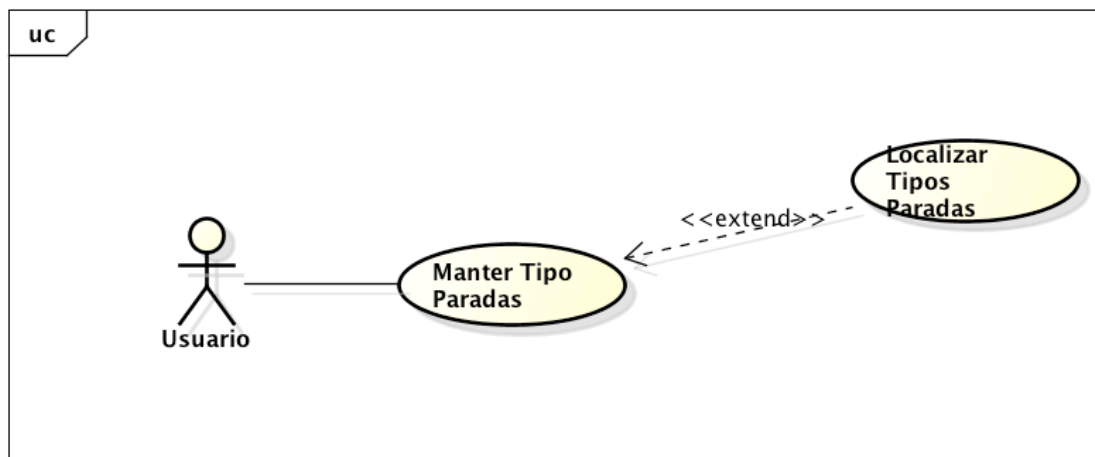 uc
Localizar
Tipos
Paradas
<<extend>>
Manter Tipo
Paradas
Usuario